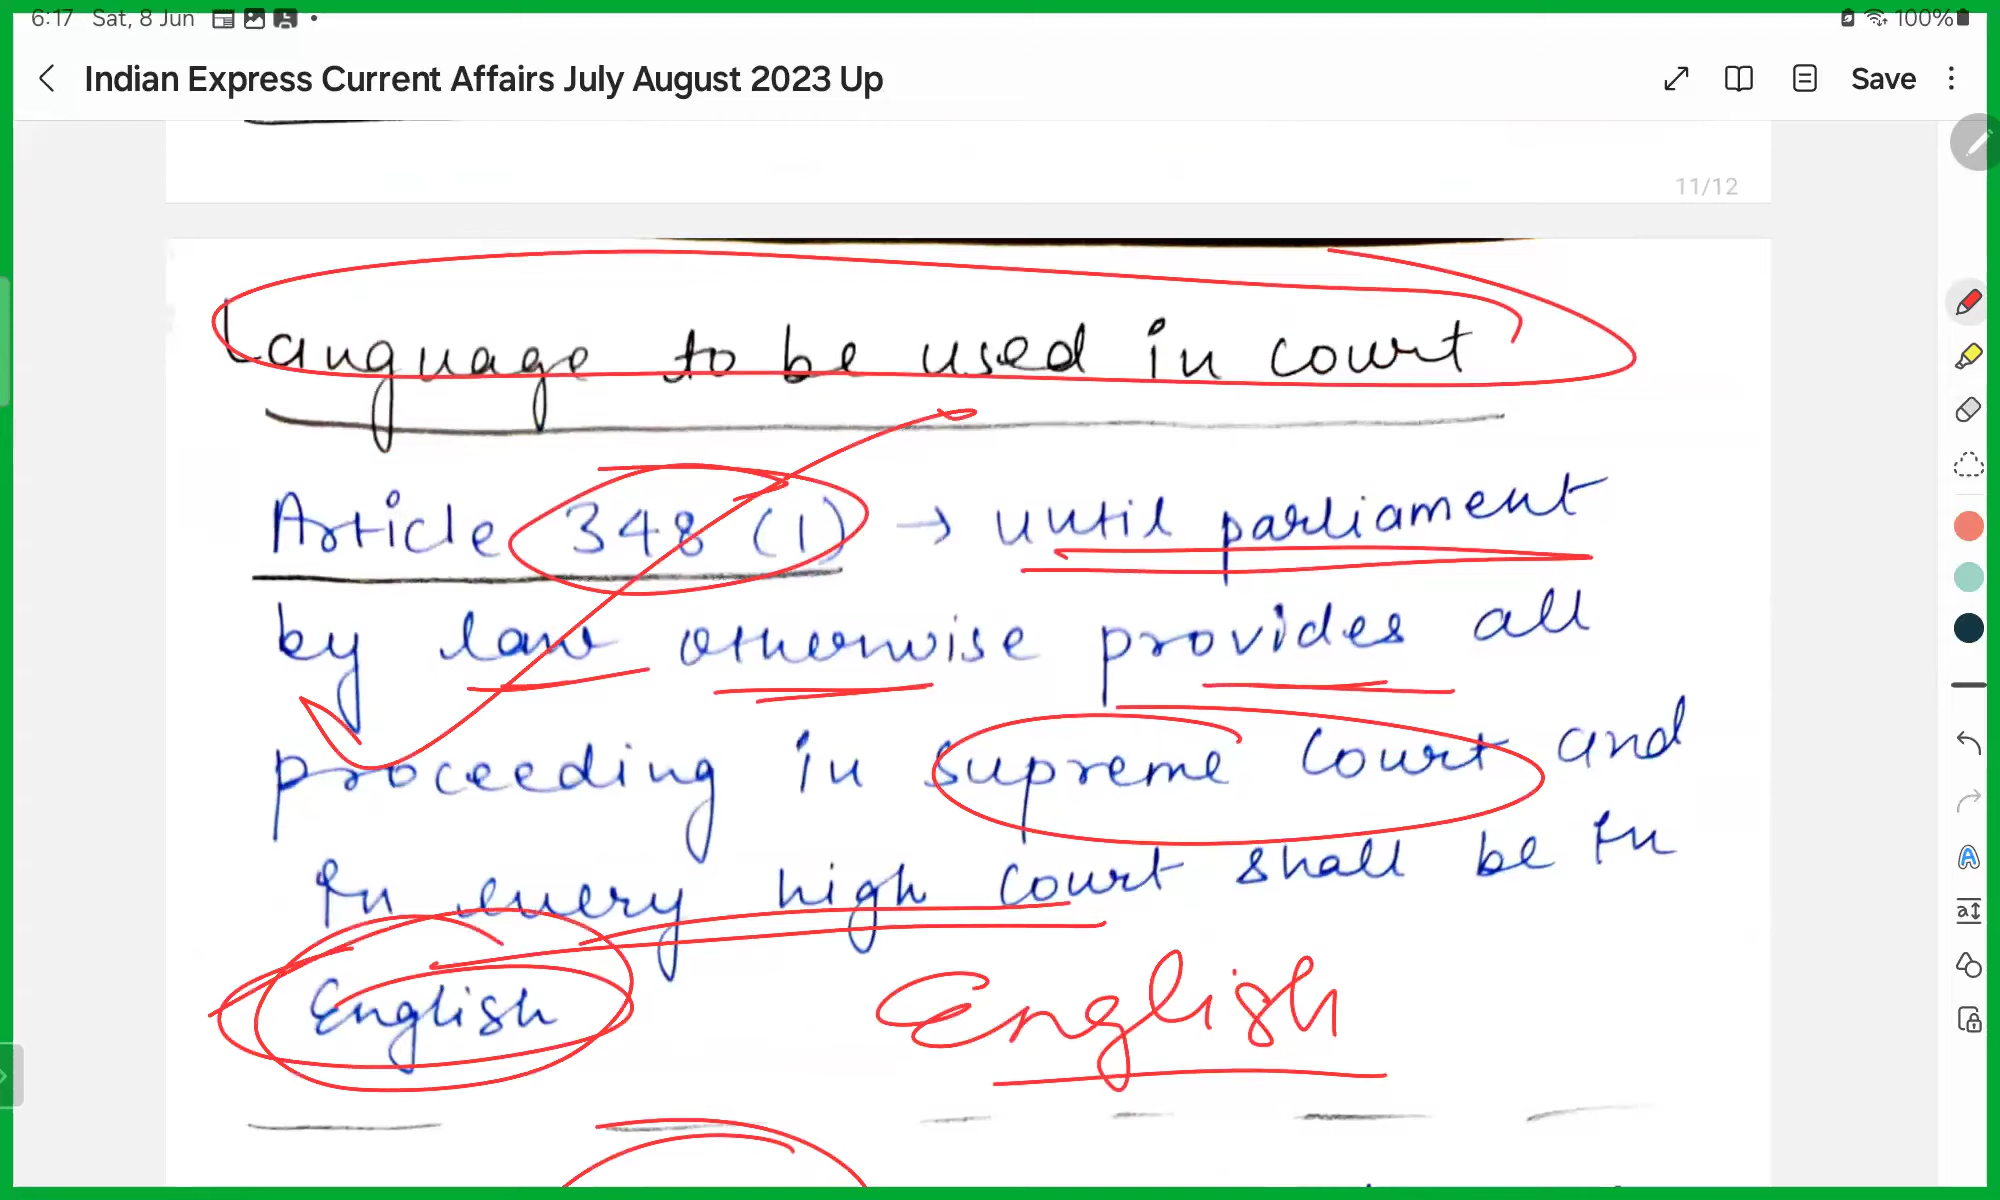 6:17 Sat, 8 Jun
100%
Indian Express Current Affairs July August 2023 Up
Save
11/12
Language to be used in court
Article 348 (1) → until parliament
by law otherwise provides all
proceeding in supreme court and
in every high court shall be in
English English